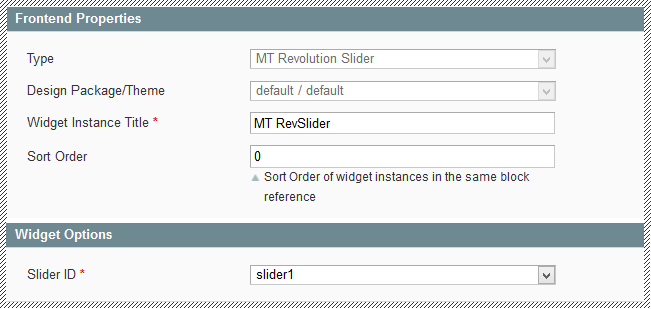 Frontend Properties
Type
MT Revolution Slider
Design Package/Theme
default / default
Widget Instance Title *
MT RevSlider
Sort Order
0
Sort Order of widget instances in the same block
reference
Widget Options
Slider ID *
slider1